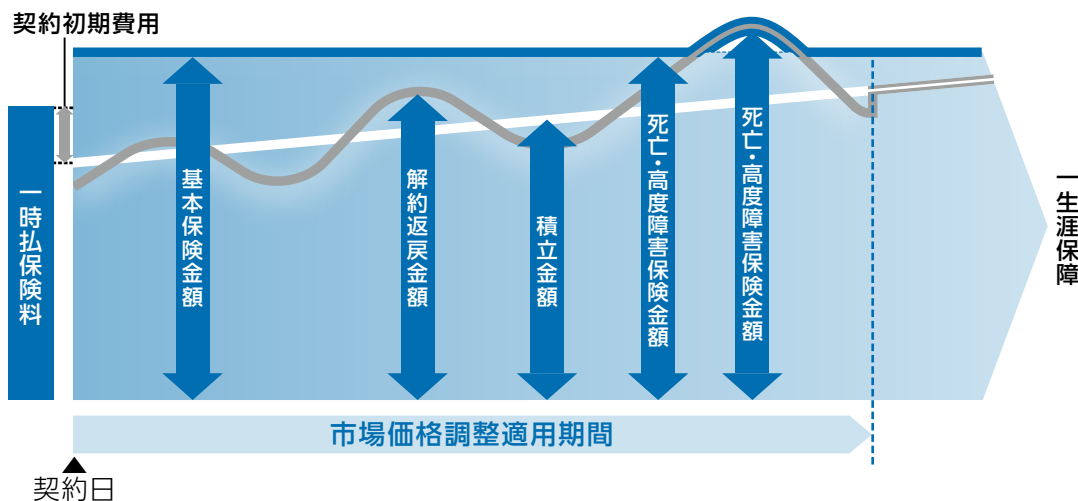 契約初期費用
一時払保険料
基本保険金額
解約返戻金額
積立金額
死亡・高度障害保険金額
死亡・高度障害保険金額
一生涯保障
市場価格調整適用期間
契約日